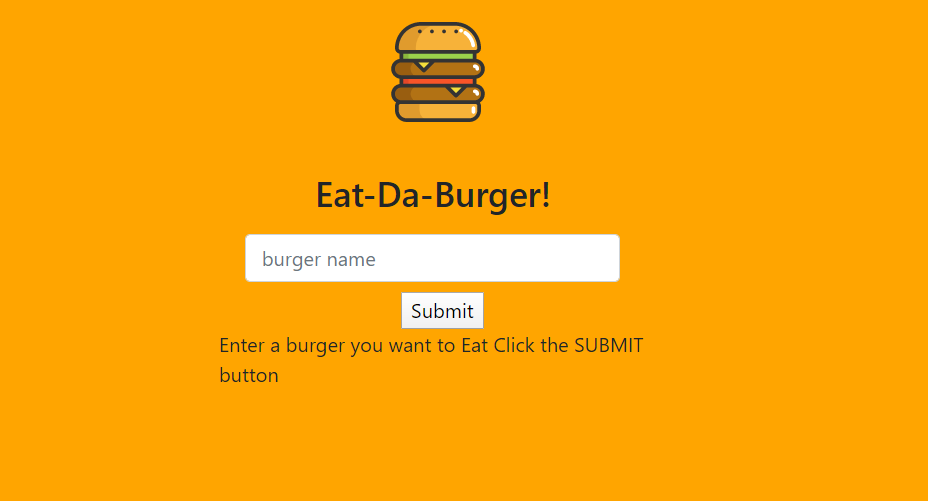 Eat-Da-Burger!
burger name
Submit
Enter a burger you want to Eat Click the SUBMIT
button